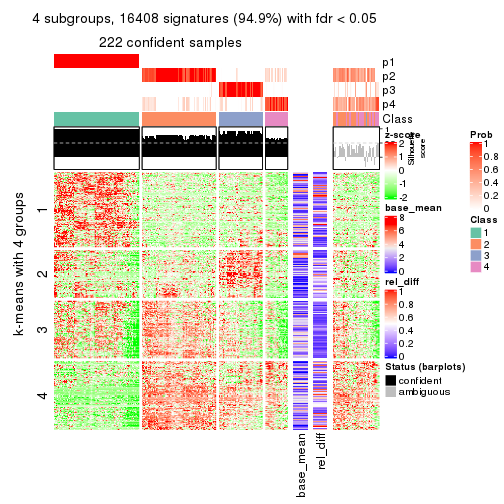 4 subgroups, 16408 signatures (94.9%) with fdr < 0.05
222 confident samples
p1
p2
p3
p4
Class
1
Silhouette
score
z-score
2
1
0
-1
-2
base_mean
8
6
4
2
0
rel_diff
1
0.8
0.6
0.4
0.2
0
Status (barplots)
confident
ambiguous
Prob
1
0.8
0.6
0.4
0.2
0
Class
1
2
3
4
k-means with 4 groups
1
2
3
4
base_mean
rel_diff